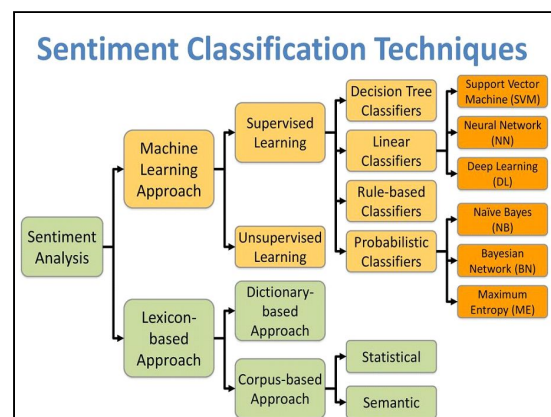 Sentiment Classification Techniques
Sentiment
Analysis
Machine
Learning
Approach
Lexicon-
based
Approach
Supervised
Learning
Unsupervised
Learning
Dictionary-
based
Approach
Corpus-based
Approach
Decision Tree
Classifiers
Linear
Classifiers
Rule-based
Classifiers
Probabilistic
Classifiers
Statistical
Semantic
Support Vector
Machine (SVM)
Neural Network
(NN)
Deep Learning
(DL)
Naïve Bayes
(NB)
Bayesian
Network (BN)
Maximum
Entropy (ME)